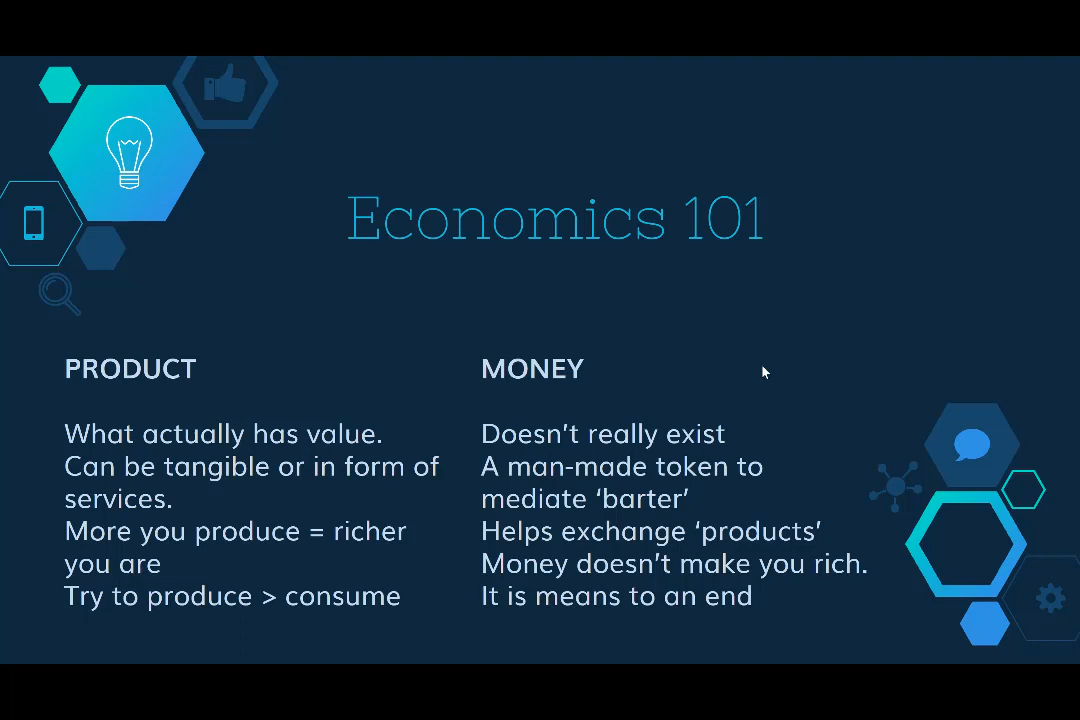 Economics 101
PRODUCT
What actually has value.
Can be tangible or in form of
services.
More you produce = richer
you are
Try to produce > consume
MONEY
Doesn't really exist
A man-made token to
mediate ‘barter’
Helps exchange ‘products’
Money doesn't make you rich.
It is means to an end